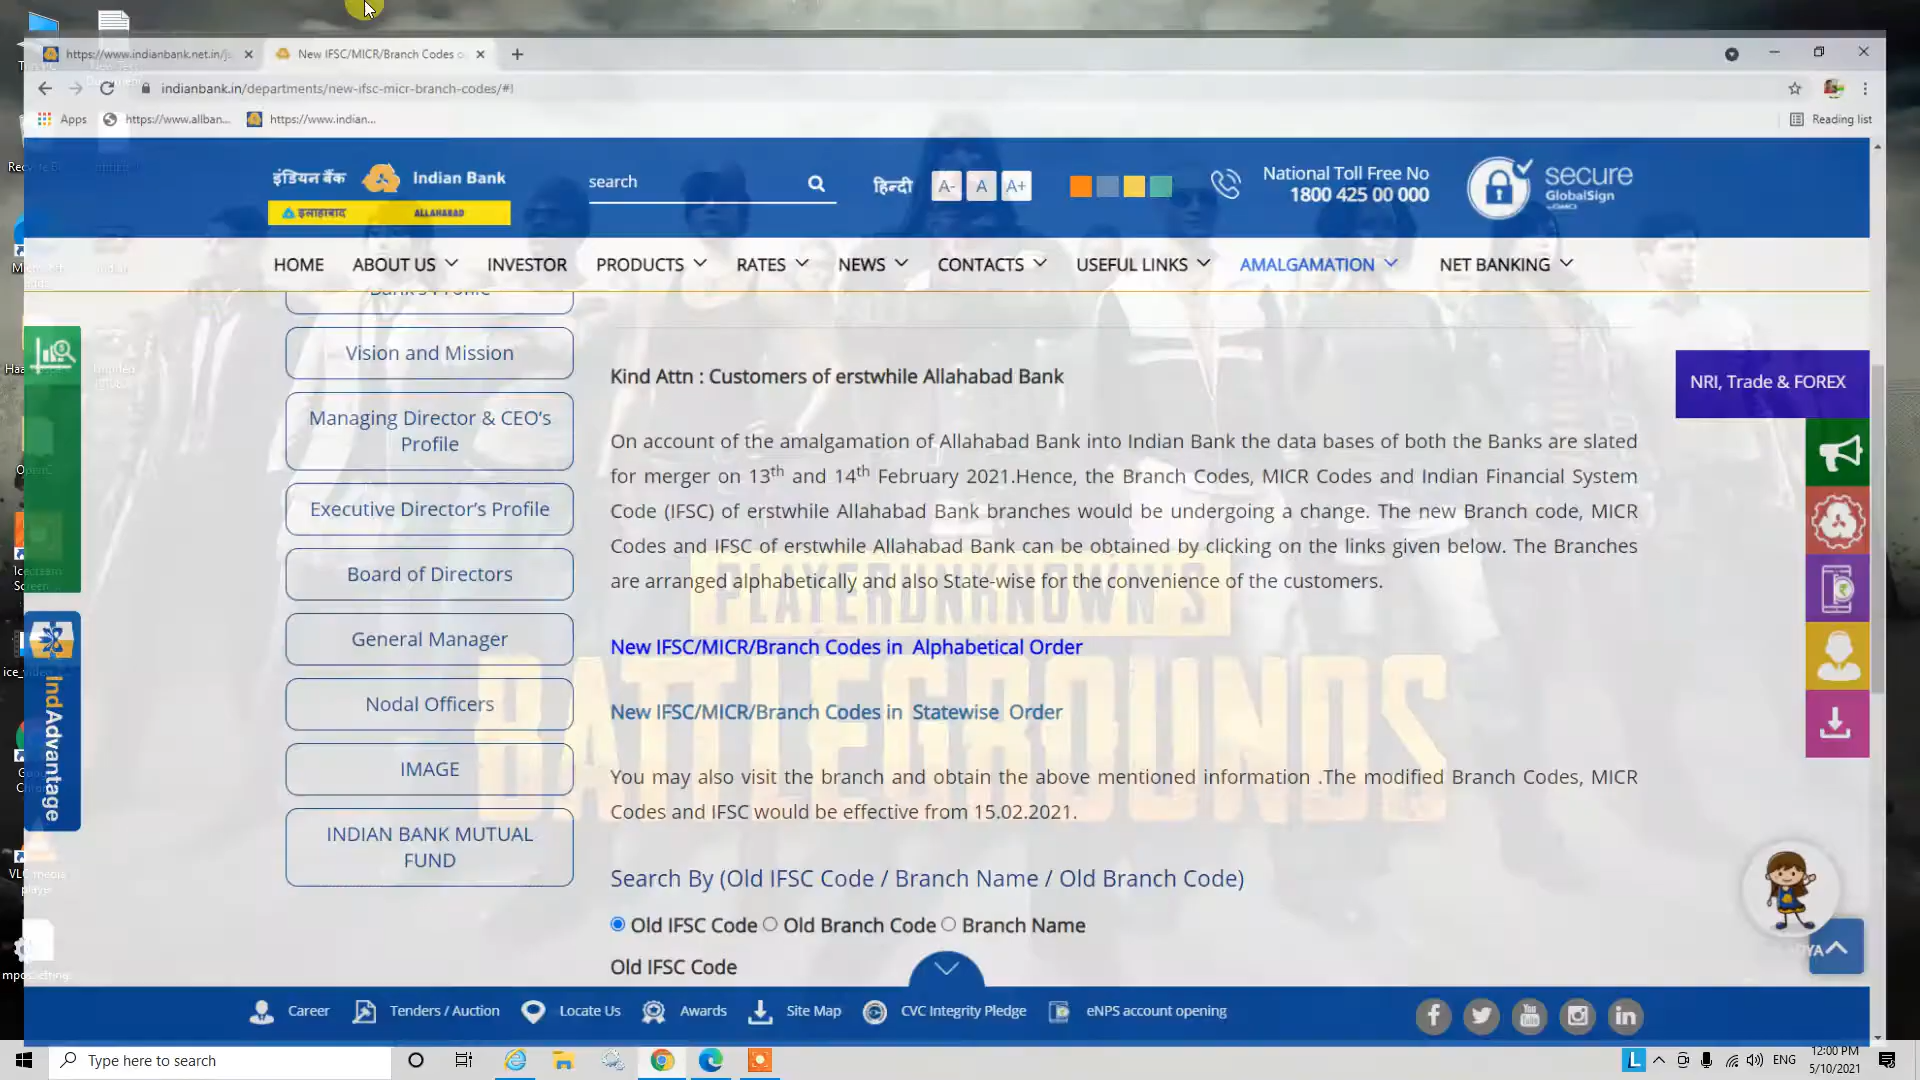 https://www.indianbank.net.in/js
New IFSC/MICR/Branch Codes o
indianbank.in/departments/new-ifsc-micr-branch-codes/#!
Apps
https://www.allban...
https://www.indian...
Reading list
इंडियन बैंक
Indian Bank
इलाहाबाद
ALLAHABAD
search
हिन्दी
A-
A
A+
National Toll Free No
1800 425 00 000
secure
GlobalSign
HOME
ABOUT US
INVESTOR
PRODUCTS
RATES
NEWS
CONTACTS
USEFUL LINKS
AMALGAMATION
NET BANKING
Bank's Profile
Vision and Mission
Managing Director & CEO's
Profile
Executive Director's Profile
Board of Directors
General Manager
Nodal Officers
IMAGE
INDIAN BANK MUTUAL
FUND
IndAdvantage
Kind Attn : Customers of erstwhile Allahabad Bank
On account of the amalgamation of Allahabad Bank into Indian Bank the data bases of both the Banks are slated
for merger on 13th and 14th February 2021.Hence, the Branch Codes, MICR Codes and Indian Financial System
Code (IFSC) of erstwhile Allahabad Bank branches would be undergoing a change. The new Branch code, MICR
Codes and IFSC of erstwhile Allahabad Bank can be obtained by clicking on the links given below. The Branches
are arranged alphabetically and also State-wise for the convenience of the customers.
PLAYERUNKNOWN'S
BATTLEGROUNDS
New IFSC/MICR/Branch Codes in Alphabetical Order
New IFSC/MICR/Branch Codes in Statewise Order
You may also visit the branch and obtain the above mentioned information .The modified Branch Codes, MICR
Codes and IFSC would be effective from 15.02.2021.
Search By (Old IFSC Code / Branch Name / Old Branch Code)
Old IFSC Code
Old Branch Code
Branch Name
Old IFSC Code
NRI, Trade & FOREX
Career
Tenders / Auction
Locate Us
Awards
Site Map
CVC Integrity Pledge
eNPS account opening
VLC media
player
Type here to search
ENG
12:00 PM
5/10/2021